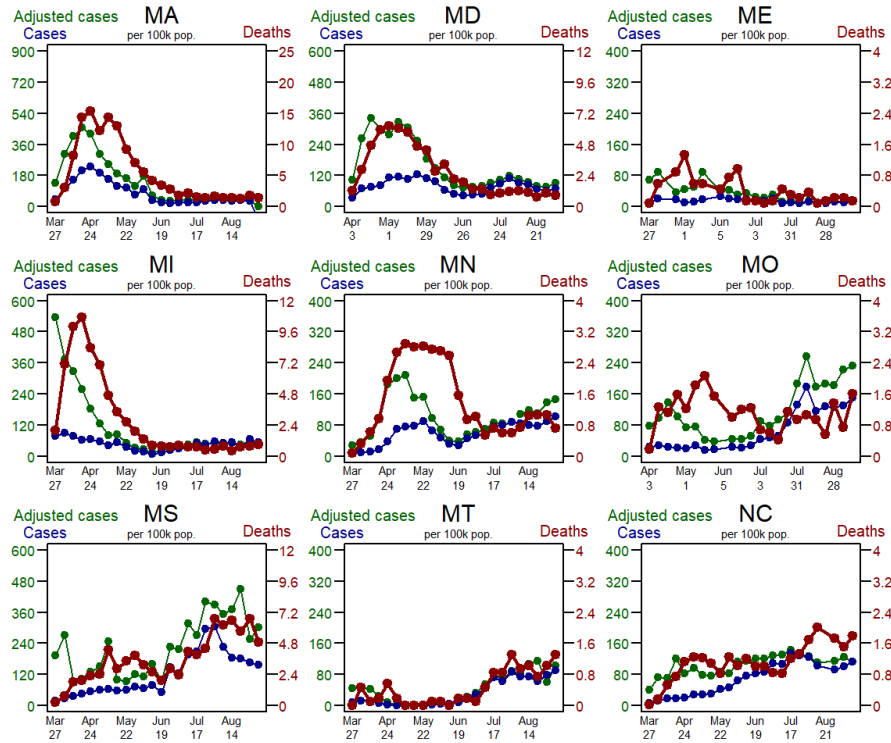 Adjusted cases MA
Cases per 100k pop. Deaths
900 25
720 20
540 15
360 10
180 5
0 0
Mar Apr May Jun Jul Aug
27 24 22 19 17 14
Adjusted cases MD
Cases per 100k pop. Deaths
600 12
480 9.6
360 7.2
240 4.8
120 2.4
0 0
Apr May May Jun Jul Aug
3 1 29 26 24 21
Adjusted cases ME
Cases per 100k pop. Deaths
400 4
320 3.2
240 2.4
160 1.6
80 0.8
0 0
Mar May Jun Jul Jul Aug
27 1 5 3 31 28
Adjusted cases MI
Cases per 100k pop. Deaths
600 12
480 9.6
360 7.2
240 4.8
120 2.4
0 0
Mar Apr May Jun Jul Aug
27 24 22 19 17 14
Adjusted cases MN
Cases per 100k pop. Deaths
400 4
320 3.2
240 2.4
160 1.6
80 0.8
0 0
Mar Apr May Jun Jul Aug
27 24 22 19 17 14
Adjusted cases MO
Cases per 100k pop. Deaths
400 4
320 3.2
240 2.4
160 1.6
80 0.8
0 0
Apr May Jun Jul Jul Aug
3 1 5 3 31 28
Adjusted cases MS
Cases per 100k pop. Deaths
600 12
480 9.6
360 7.2
240 4.8
120 2.4
0 0
Mar Apr May Jun Jul Aug
27 24 22 19 17 14
Adjusted cases MT
Cases per 100k pop. Deaths
400 4
320 3.2
240 2.4
160 1.6
80 0.8
0 0
Mar Apr May Jun Jul Aug
27 24 22 19 17 14
Adjusted cases NC
Cases per 100k pop. Deaths
400 4
320 3.2
240 2.4
160 1.6
80 0.8
0 0
Mar Apr May Jun Jul Aug
27 24 22 19 17 21